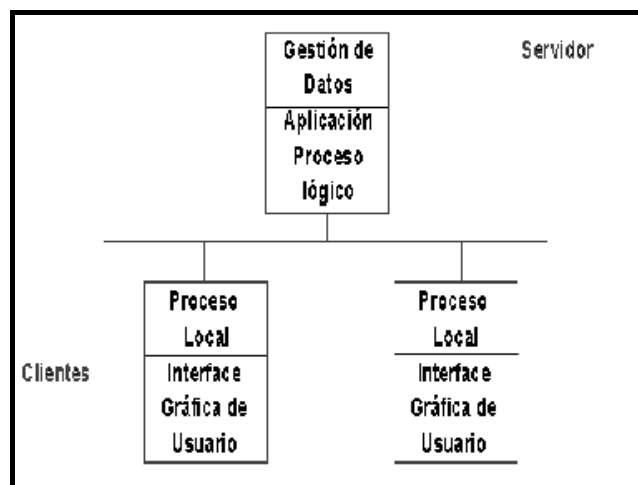 Gestión de
Servidor
Datos
Aplicación
Proceso
lógico
Proceso
Local
Proceso
Local
Clientes
Interface
Gráfica de
Usuario
Interface
Gráfica de
Usuario